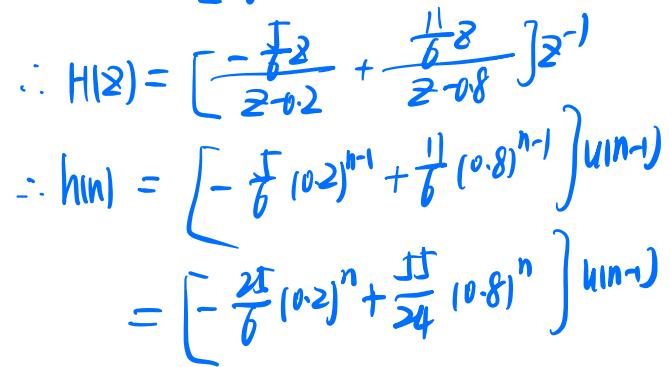 ∴ H(z) = [ (-5/6 z)/(z-0.2) + (11/6 z)/(z-0.8) ] z^-1
∴ h(n) = [ -5/6 (0.2)^(n-1) + 11/6 (0.8)^(n-1) ] u(n-1)
= [ -25/6 (0.2)^n + 55/24 (0.8)^n ] u(n-1)